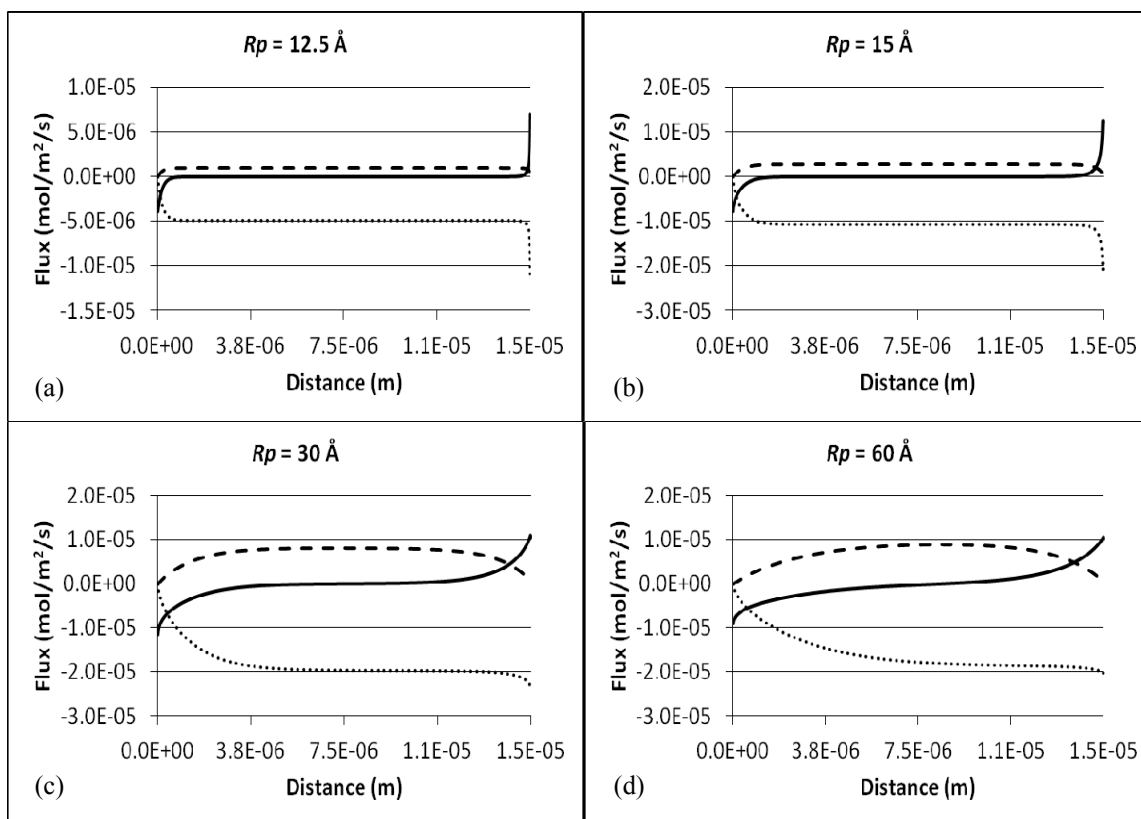 Rp = 12.5 Å
1.0E-05
5.0E-06
0.0E+00
-5.0E-06
-1.0E-05
-1.5E-05
Flux (mol/m²/s)
0.0E+00 3.8E-06 7.5E-06 1.1E-05 1.5E-05
Distance (m)
(a)
Rp = 15 Å
2.0E-05
1.0E-05
0.0E+00
-1.0E-05
-2.0E-05
-3.0E-05
Flux (mol/m²/s)
0.0E+00 3.8E-06 7.5E-06 1.1E-05 1.5E-05
Distance (m)
(b)
Rp = 30 Å
2.0E-05
1.0E-05
0.0E+00
-1.0E-05
-2.0E-05
-3.0E-05
Flux (mol/m²/s)
0.0E+00 3.8E-06 7.5E-06 1.1E-05 1.5E-05
Distance (m)
(c)
Rp = 60 Å
2.0E-05
1.0E-05
0.0E+00
-1.0E-05
-2.0E-05
-3.0E-05
Flux (mol/m²/s)
0.0E+00 3.8E-06 7.5E-06 1.1E-05 1.5E-05
Distance (m)
(d)